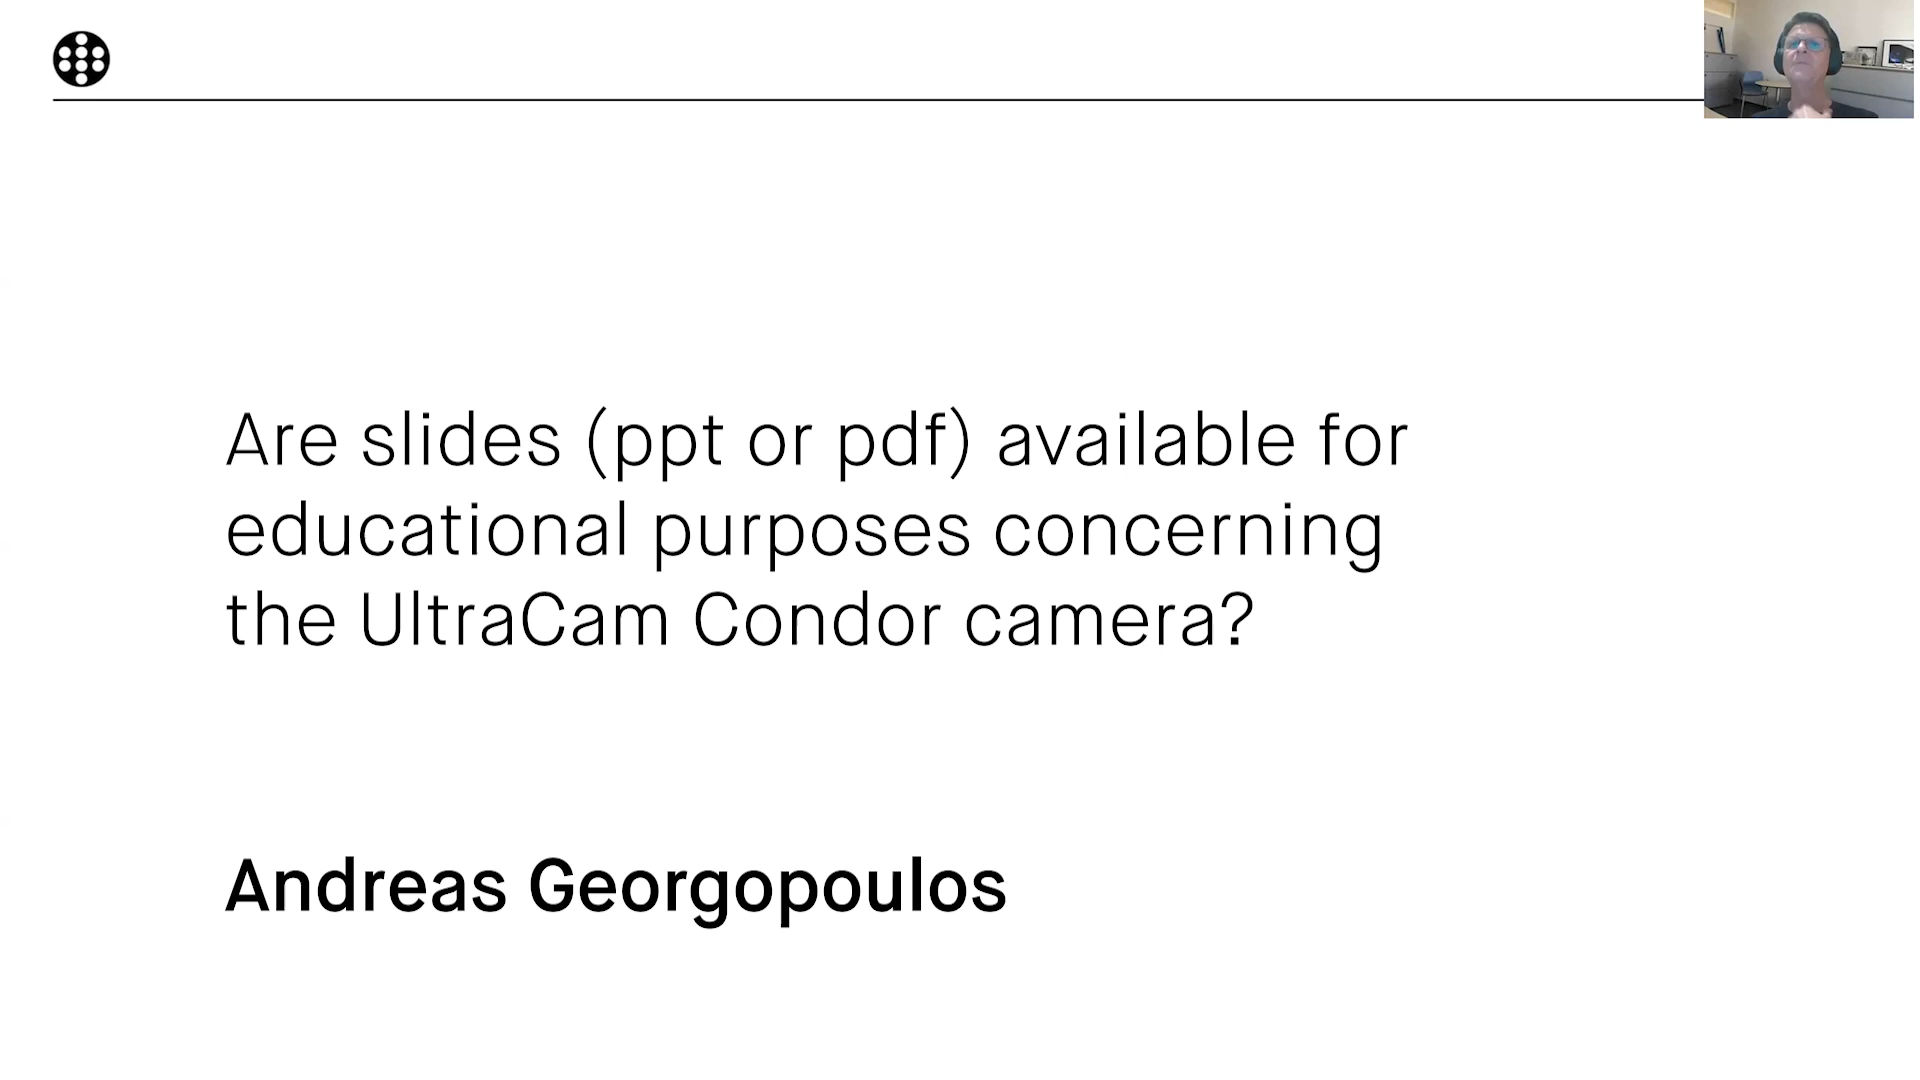 Are slides (ppt or pdf) available for
educational purposes concerning
the UltraCam Condor camera?
Andreas Georgopoulos